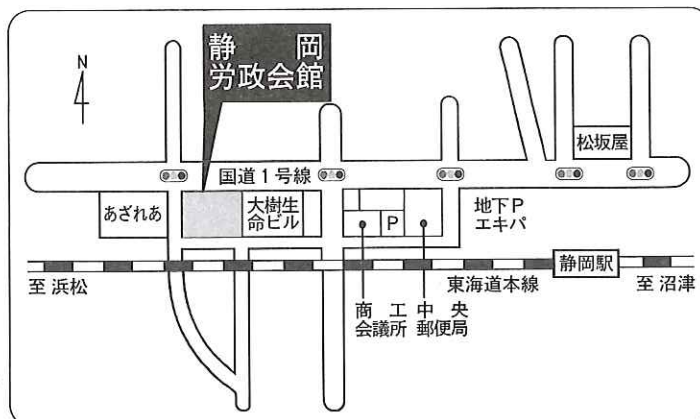 N
静岡
労政会館
松坂屋
国道1号線
あざれあ
大樹生
命ビル
P
地下P
エキパ
静岡駅
至浜松
東海道本線
至沼津
商工
会議所
中央
郵便局